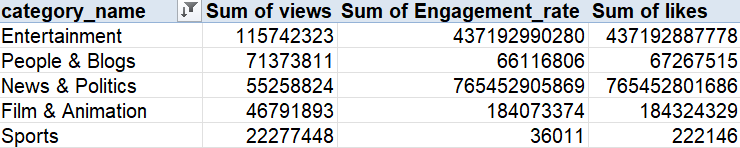 category_name Sum of views Sum of Engagement_rate Sum of likes
Entertainment 115742323 437192990280 437192887778
People & Blogs 71373811 66116806 67267515
News & Politics 55258824 765452905869 765452801686
Film & Animation 46791893 184073374 184324329
Sports 22277448 36011 222146